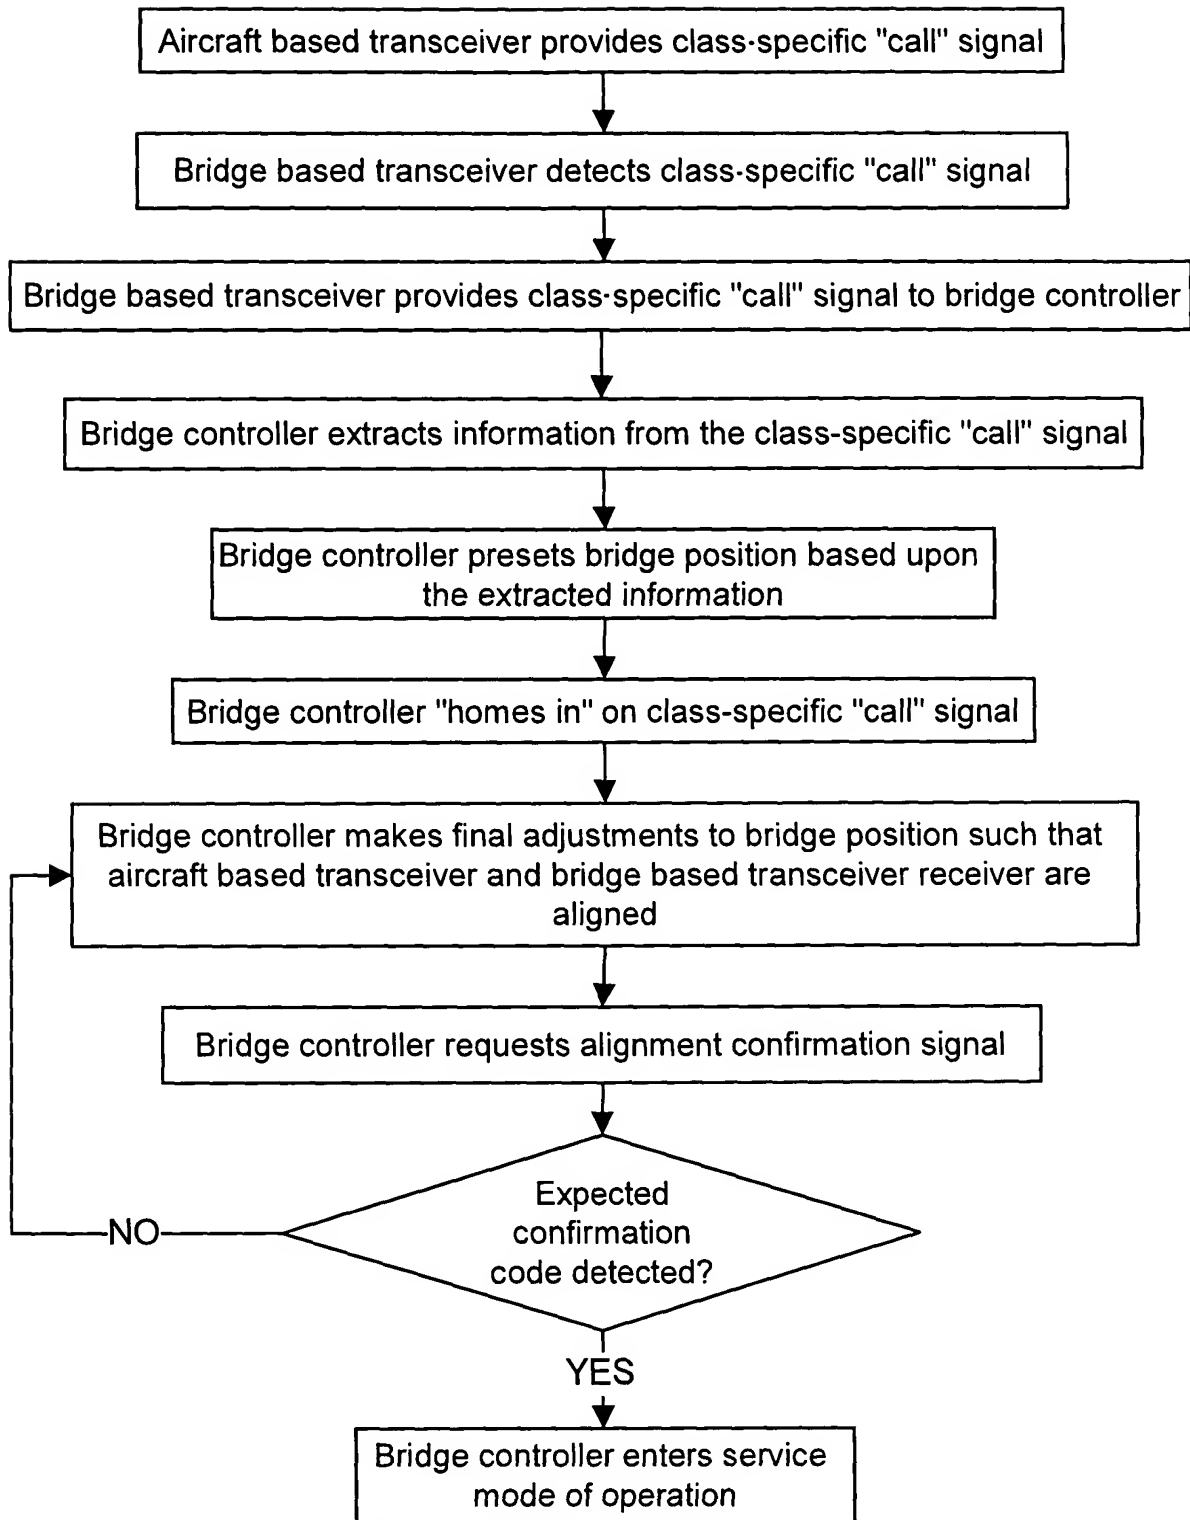 Aircraft based transceiver provides class-specific "call" signal
Bridge based transceiver detects class-specific "call" signal
Bridge based transceiver provides class-specific "call" signal to bridge controller
Bridge controller extracts information from the class-specific "call" signal
Bridge controller presets bridge position based upon
the extracted information
Bridge controller "homes in" on class-specific "call" signal
Bridge controller makes final adjustments to bridge position such that
aircraft based transceiver and bridge based transceiver receiver are
aligned
Bridge controller requests alignment confirmation signal
Expected
confirmation
code detected?
NO
YES
Bridge controller enters service
mode of operation